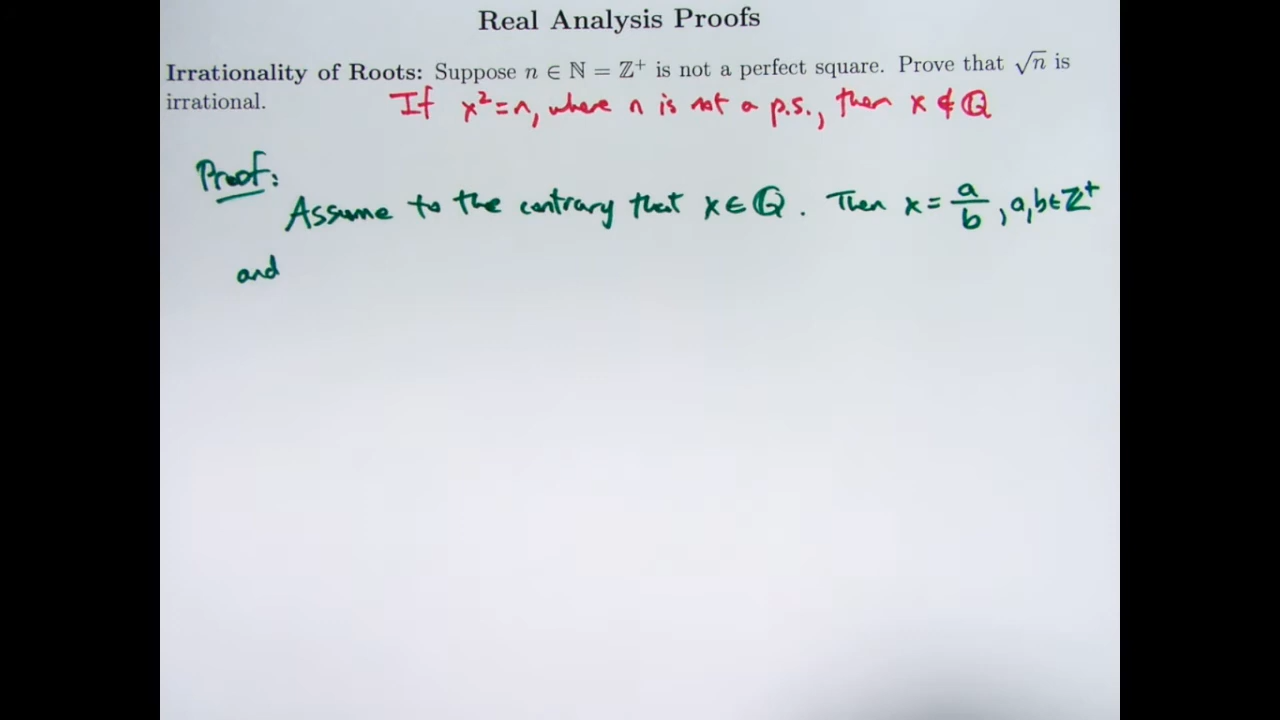 Real Analysis Proofs
Irrationality of Roots: Suppose n ∈ ℕ = ℤ⁺ is not a perfect square. Prove that √n is
irrational. If x² = n, where n is not a p.s., then x ∉ ℚ
Proof:
Assume to the contrary that x ∈ ℚ. Then x = a/b, a,b ∈ ℤ⁺
and